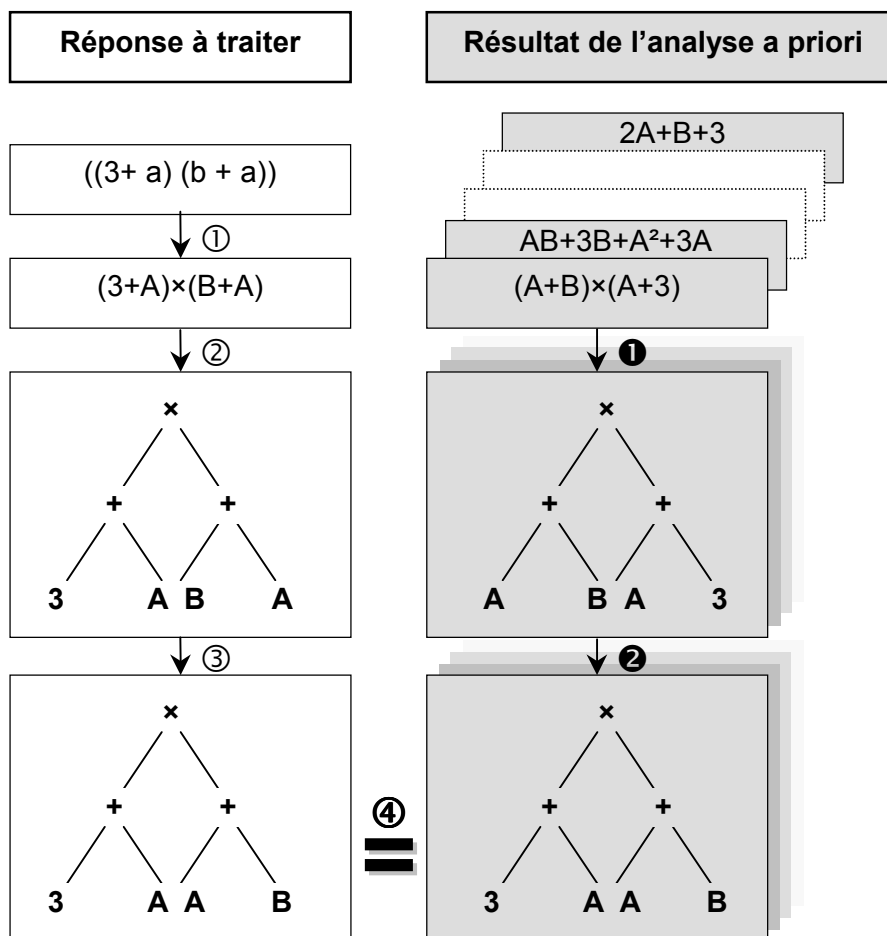 Réponse à traiter
Résultat de l’analyse a priori
2A+B+3
((3+ a) (b + a))
①
AB+3B+A²+3A
(3+A)×(B+A)
(A+B)×(A+3)
②
❶
×
×
+ +
+ +
3 A B A
A B A 3
③
❷
×
×
+ +
+ +
④
3 A A B
3 A A B